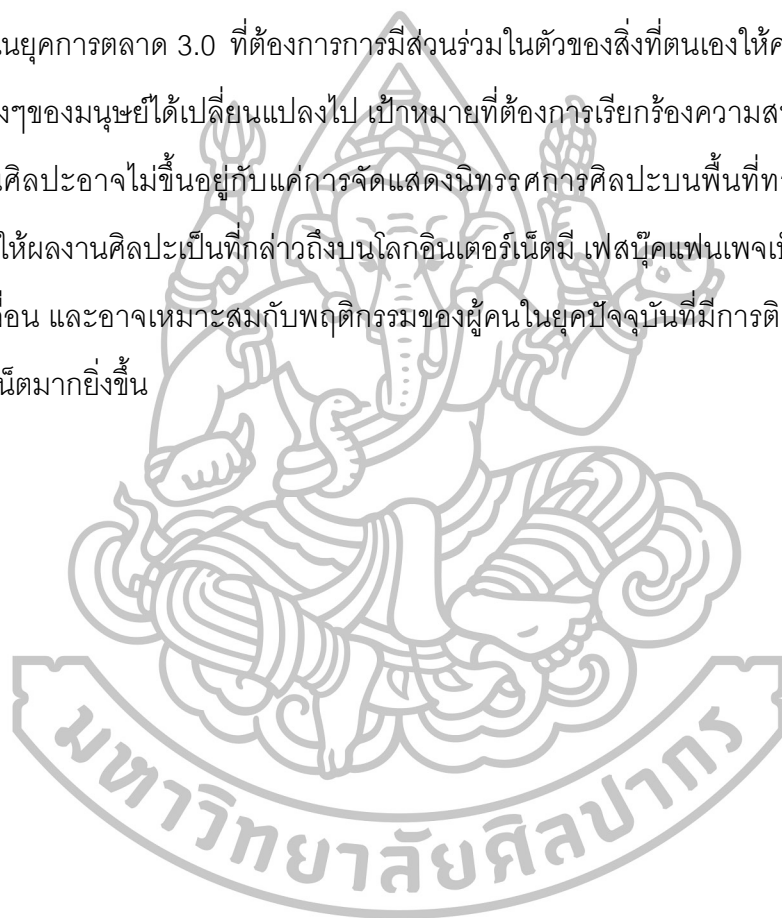 นยุคการตลาด 3.0 ที่ต้องการการมีส่วนร่วมในตัวของสิ่งที่ตนเองให้ค
งๆของมนุษย์ได้เปลี่ยนแปลงไป เป้าหมายที่ต้องการเรียกร้องความส
ศิลปะอาจไม่ขึ้นอยู่กับแค่การจัดแสดงนิทรรศการศิลปะบนพื้นที่ท
ให้ผลงานศิลปะเป็นที่กล่าวถึงบนโลกอินเตอร์เน็ตมี เฟสบุ๊คแฟนเพจเ
อน และอาจเหมาะสมกับพฤติกรรมของผู้คนในยุคปัจจุบันที่มีการติ
น็ตมากยิ่งขึ้น
มหาวิทยาลัยศิลปากร